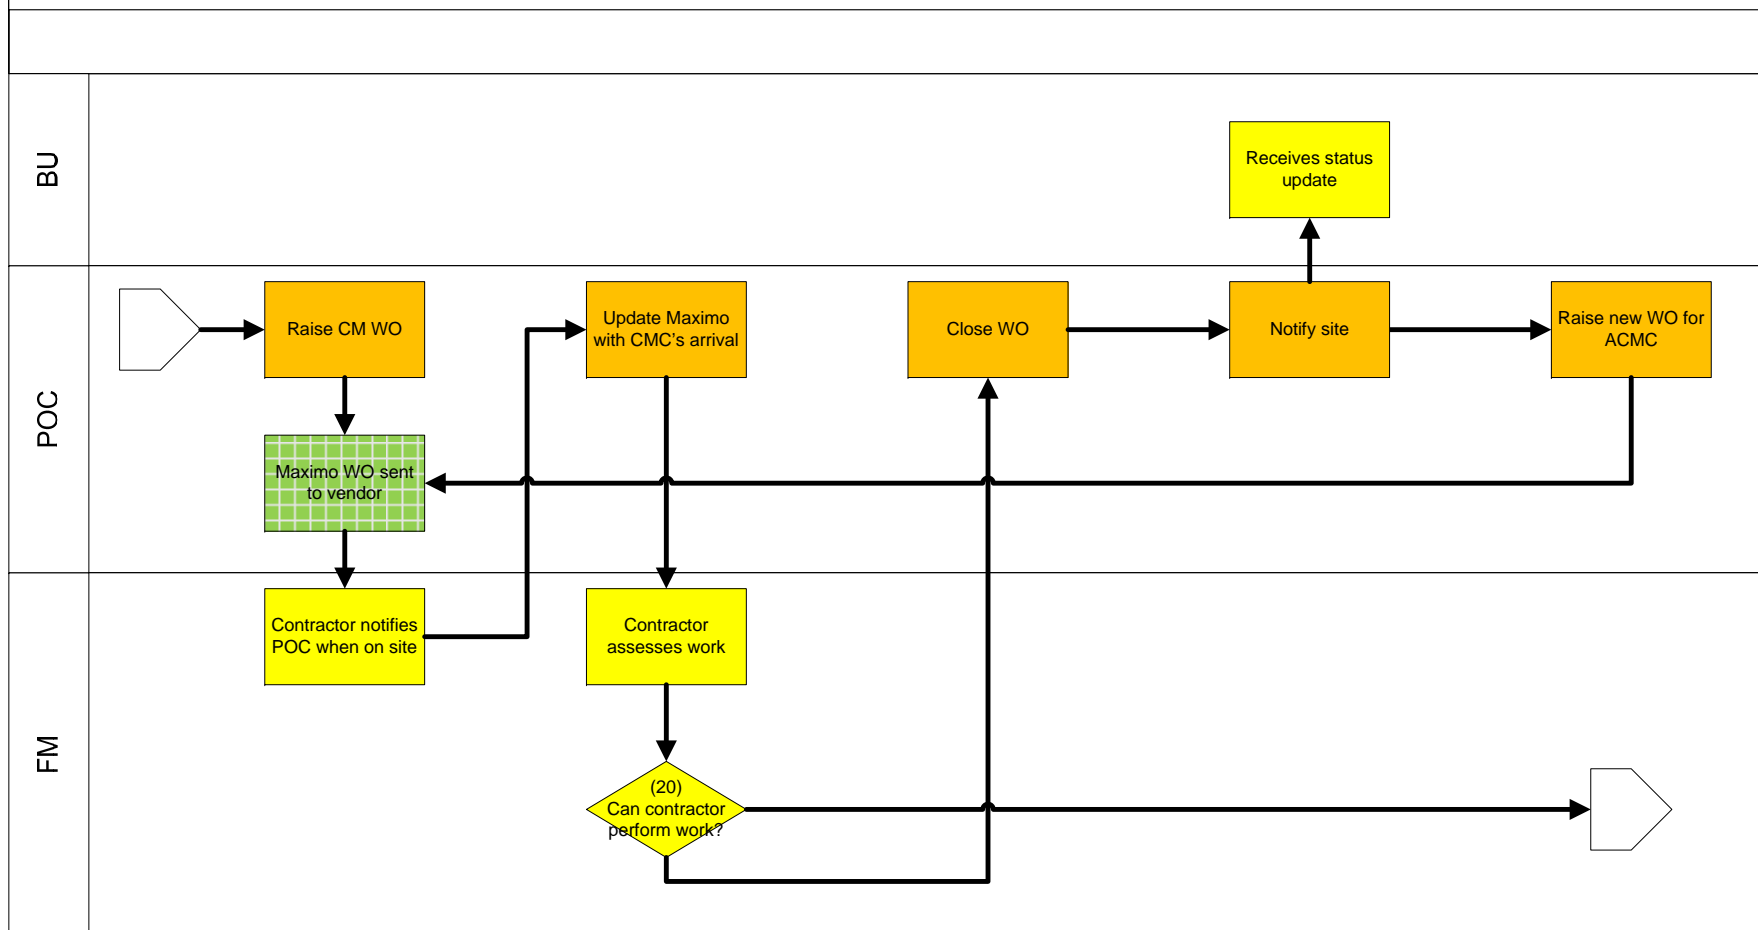 BU
Receives status
update
POC
Raise CM WO
Update Maximo
with CMC’s arrival
Close WO
Notify site
Raise new WO for
ACMC
Maximo WO sent
to vendor
FM
Contractor notifies
POC when on site
Contractor
assesses work
(20)
Can contractor
perform work?